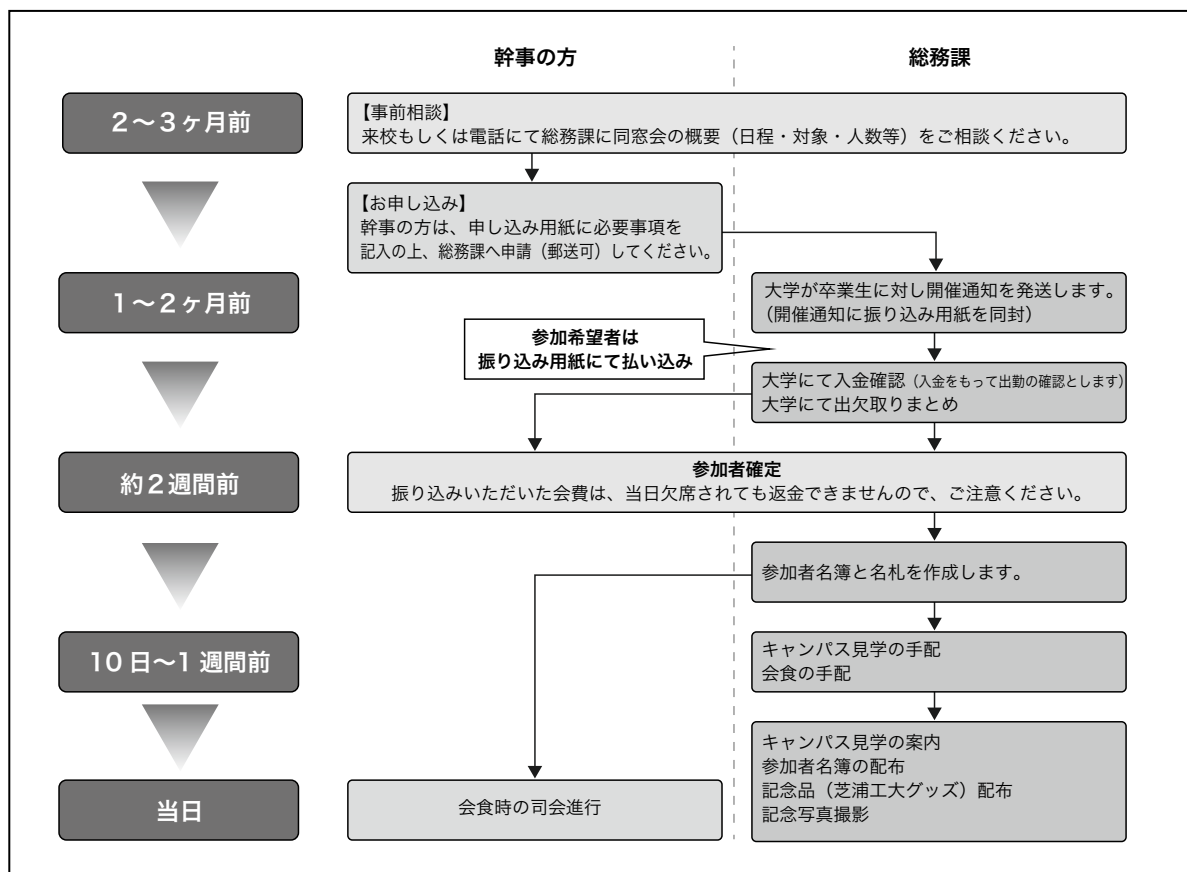 幹事の方
総務課
2〜3ヶ月前
【事前相談】
来校もしくは電話にて総務課に同窓会の概要（日程・対象・人数等）をご相談ください。
【お申し込み】
幹事の方は、申し込み用紙に必要事項を
記入の上、総務課へ申請（郵送可）してください。
1〜2ヶ月前
大学が卒業生に対し開催通知を発送します。
（開催通知に振り込み用紙を同封）
参加希望者は
振り込み用紙にて払い込み
大学にて入金確認（入金をもって出勤の確認とします）
大学にて出欠取りまとめ
約2週間前
参加者確定
振り込みいただいた会費は、当日欠席されても返金できませんので、ご注意ください。
参加者名簿と名札を作成します。
10日〜1週間前
キャンパス見学の手配
会食の手配
当日
会食時の司会進行
キャンパス見学の案内
参加者名簿の配布
記念品（芝浦工大グッズ）配布
記念写真撮影